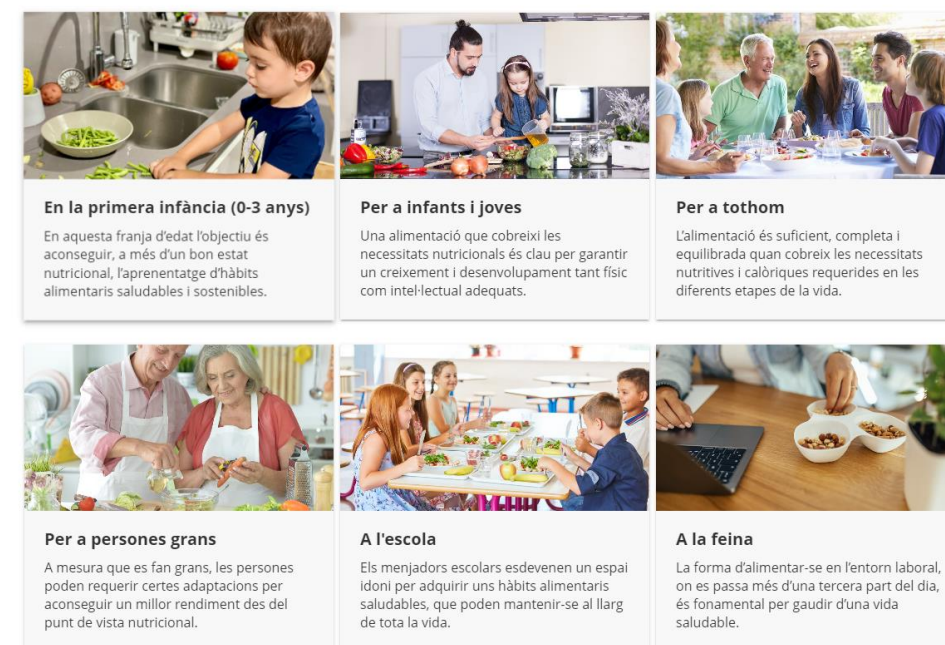 En la primera infància (0-3 anys)
En aquesta franja d’edat l’objectiu és
aconseguir, a més d’un bon estat
nutricional, l’aprenentatge d’hàbits
alimentaris saludables i sostenibles.
Per a infants i joves
Una alimentació que cobreixi les
necessitats nutricionals és clau per garantir
un creixement i desenvolupament tant físic
com intel·lectual adequats.
Per a tothom
L’alimentació és suficient, completa i
equilibrada quan cobreix les necessitats
nutritives i calòriques requerides en les
diferents etapes de la vida.
Per a persones grans
A mesura que es fan grans, les persones
poden requerir certes adaptacions per
aconseguir un millor rendiment des del
punt de vista nutricional.
A l'escola
Els menjadors escolars esdevenen un espai
idoni per adquirir uns hàbits alimentaris
saludables, que poden mantenir-se al llarg
de tota la vida.
A la feina
La forma d’alimentar-se en l’entorn laboral,
on es passa més d’una tercera part del dia,
és fonamental per gaudir d’una vida
saludable.